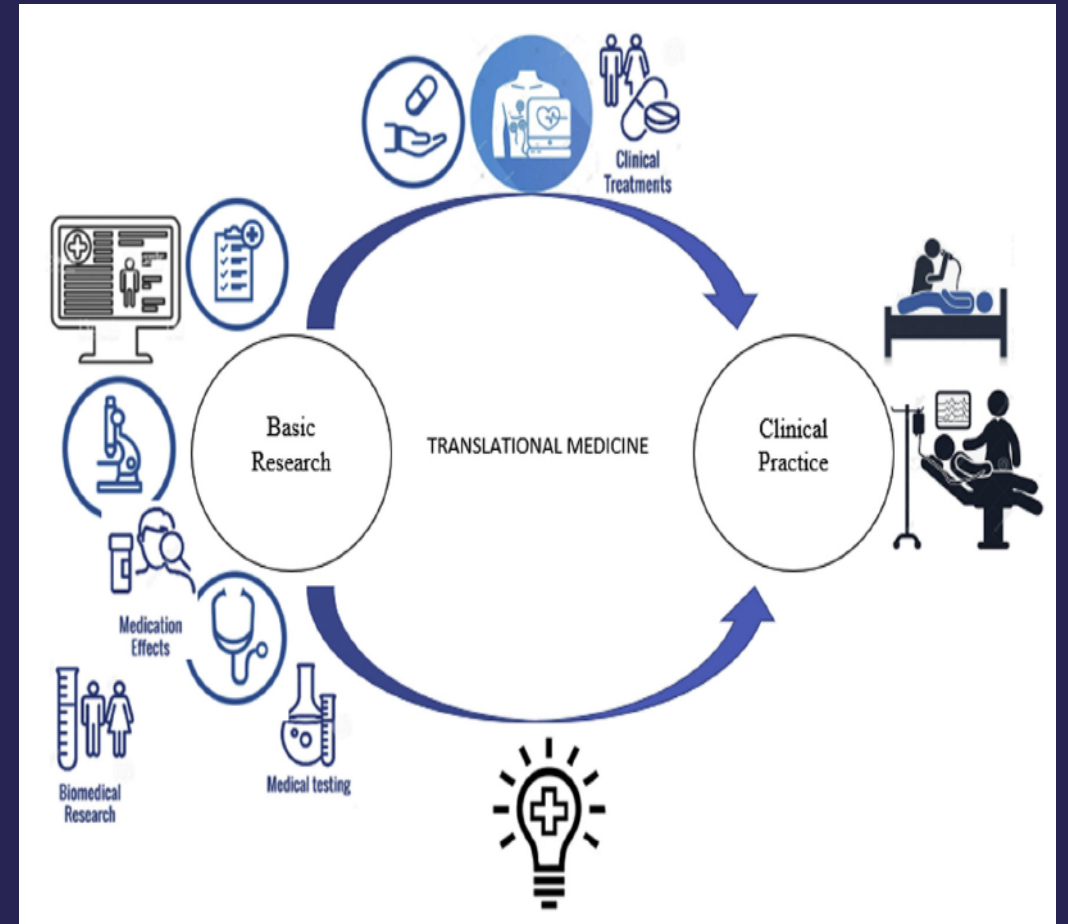 Clinical
Treatments
Basic
Research
TRANSLATIONAL MEDICINE
Clinical
Practice
Medication
Effects
Biomedical
Research
Medical testing